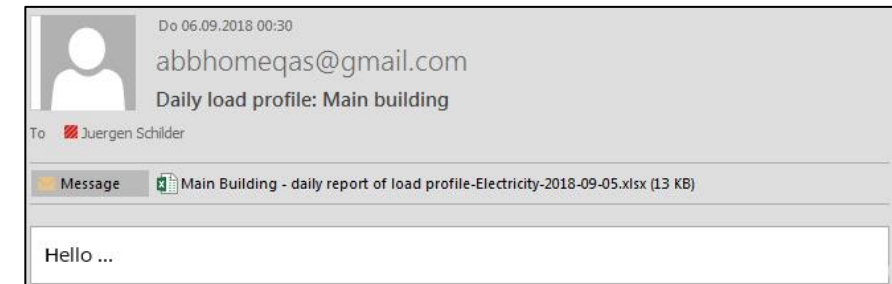 Do 06.09.2018 00:30
abbhomeqas@gmail.com
Daily load profile: Main building
To Juergen Schilder
Message Main Building - daily report of load profile-Electricity-2018-09-05.xlsx (13 KB)
Hello ...